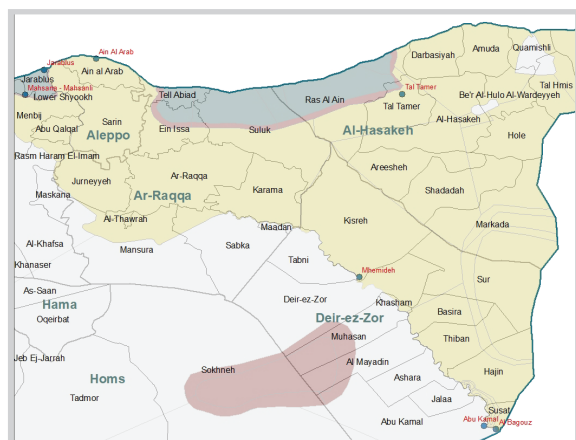 Ain Al Arab
Darbasiyah
Amuda
Quamishli
Jarablus
Jarablus
Ain al Arab
Tal Hmis
Mahsana - Mahsanli
Lower Shyookh
Tell Abiad
Ras Al Ain
Tal Tamer
Tal Tamer
Be'r Al-Hulo Al-Wardeyyeh
Menbij
Sarin
Al-Hasakeh
Abu Qalqal
Aleppo
Ein Issa
Suluk
Al-Hasakeh
Hole
Rasm Haram El-Imam
Jurneyyeh
Ar-Raqqa
Areesheh
Maskana
Ar-Raqqa
Karama
Shadadah
Al-Thawrah
Kisreh
Markada
Maadan
Al-Khafsa
Mansura
Sabka
Tabni
Khanaser
Mhemideh
Sur
As-Saan
Hama
Deir-ez-Zor
Khasham
Oqeirbat
Deir-ez-Zor
Basira
Muhasan
Thiban
Jeb Ej-Jarrah
Sokhneh
Al Mayadin
Homs
Ashara
Hajin
Tadmor
Jalaa
Susat
Abu Kamal
Abu Kamal
Al Bagouz